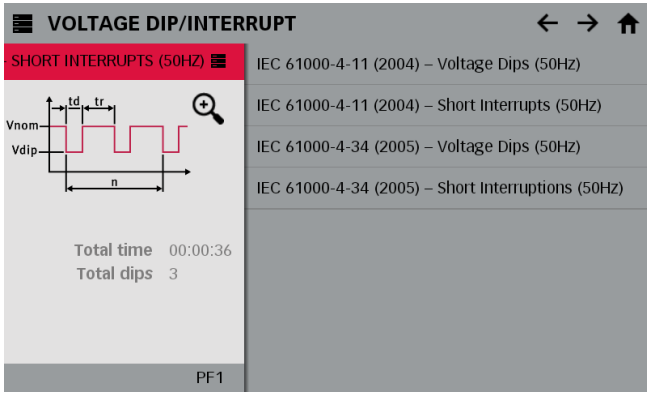 VOLTAGE DIP/INTERRUPT
SHORT INTERRUPTS (50HZ)
td tr
Vnom
Vdip
n
Total time 00:00:36
Total dips 3
PF1
IEC 61000-4-11 (2004) – Voltage Dips (50Hz)
IEC 61000-4-11 (2004) – Short Interrupts (50Hz)
IEC 61000-4-34 (2005) – Voltage Dips (50Hz)
IEC 61000-4-34 (2005) – Short Interruptions (50Hz)